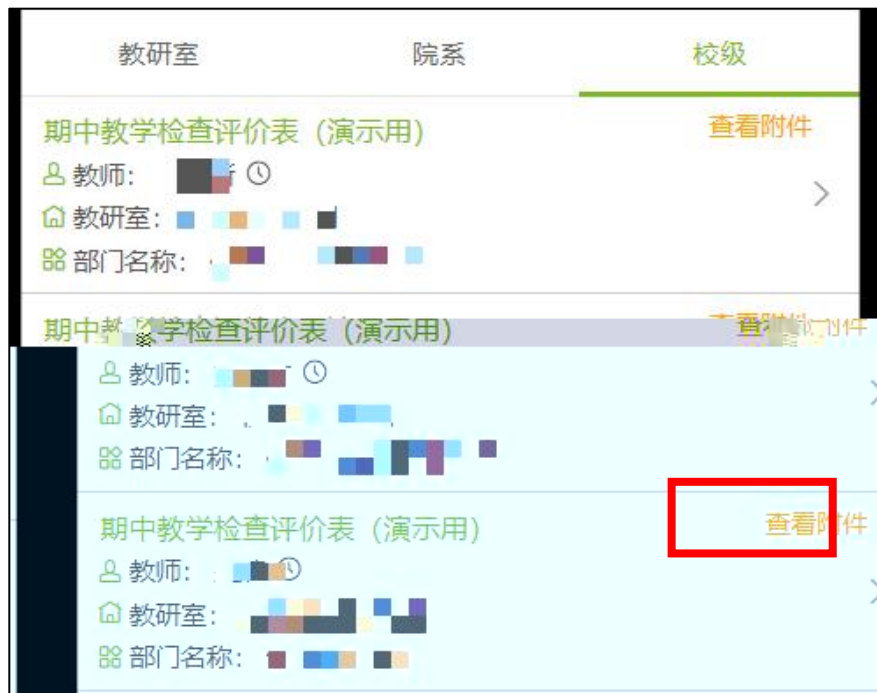 教研室 院系 校级
期中教学检查评价表（演示用） 查看附件
教师：
教研室：
部门名称：
期中教学检查评价表（演示用）
教师：
教研室：
部门名称：
期中教学检查评价表（演示用） 查看附件
教师：
教研室：
部门名称：